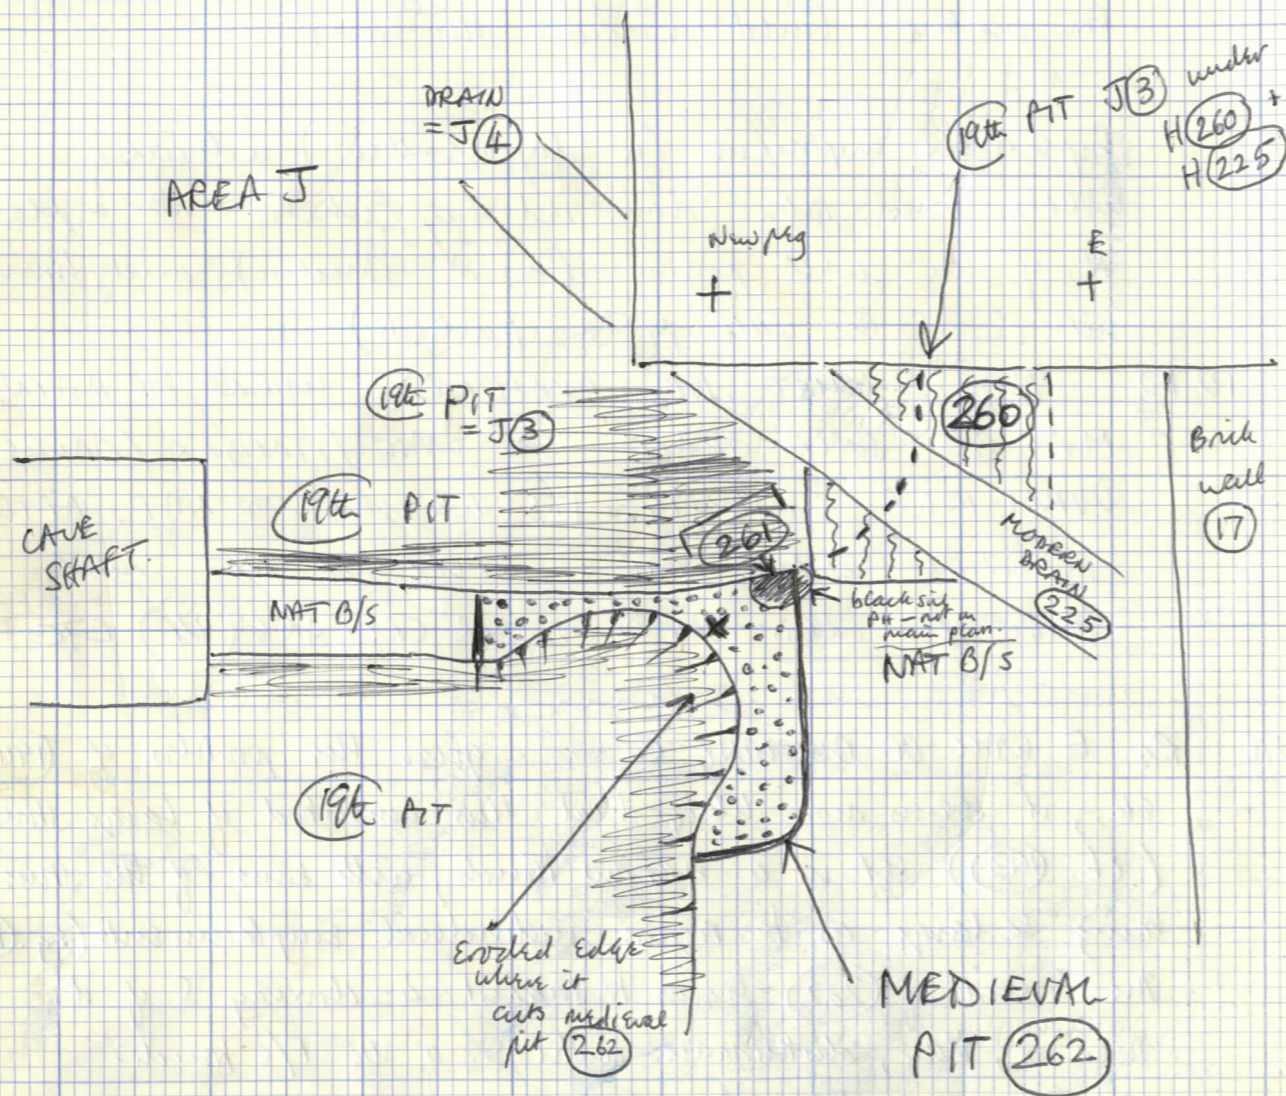 DRAIN
= J 4
AREA J
19th PIT J 3 under
H 260 +
H 225
New peg
E
19th PIT
= J 3
260
Brick
wall
17
19th PIT
261
CAVE
SHAFT.
MODERN
DRAIN
225
NAT B/S
black silt
PH - not on
main plan.
NAT B/S
19th PIT
Eroded edge
where it
cuts medieval
pit 262
MEDIEVAL
PIT 262